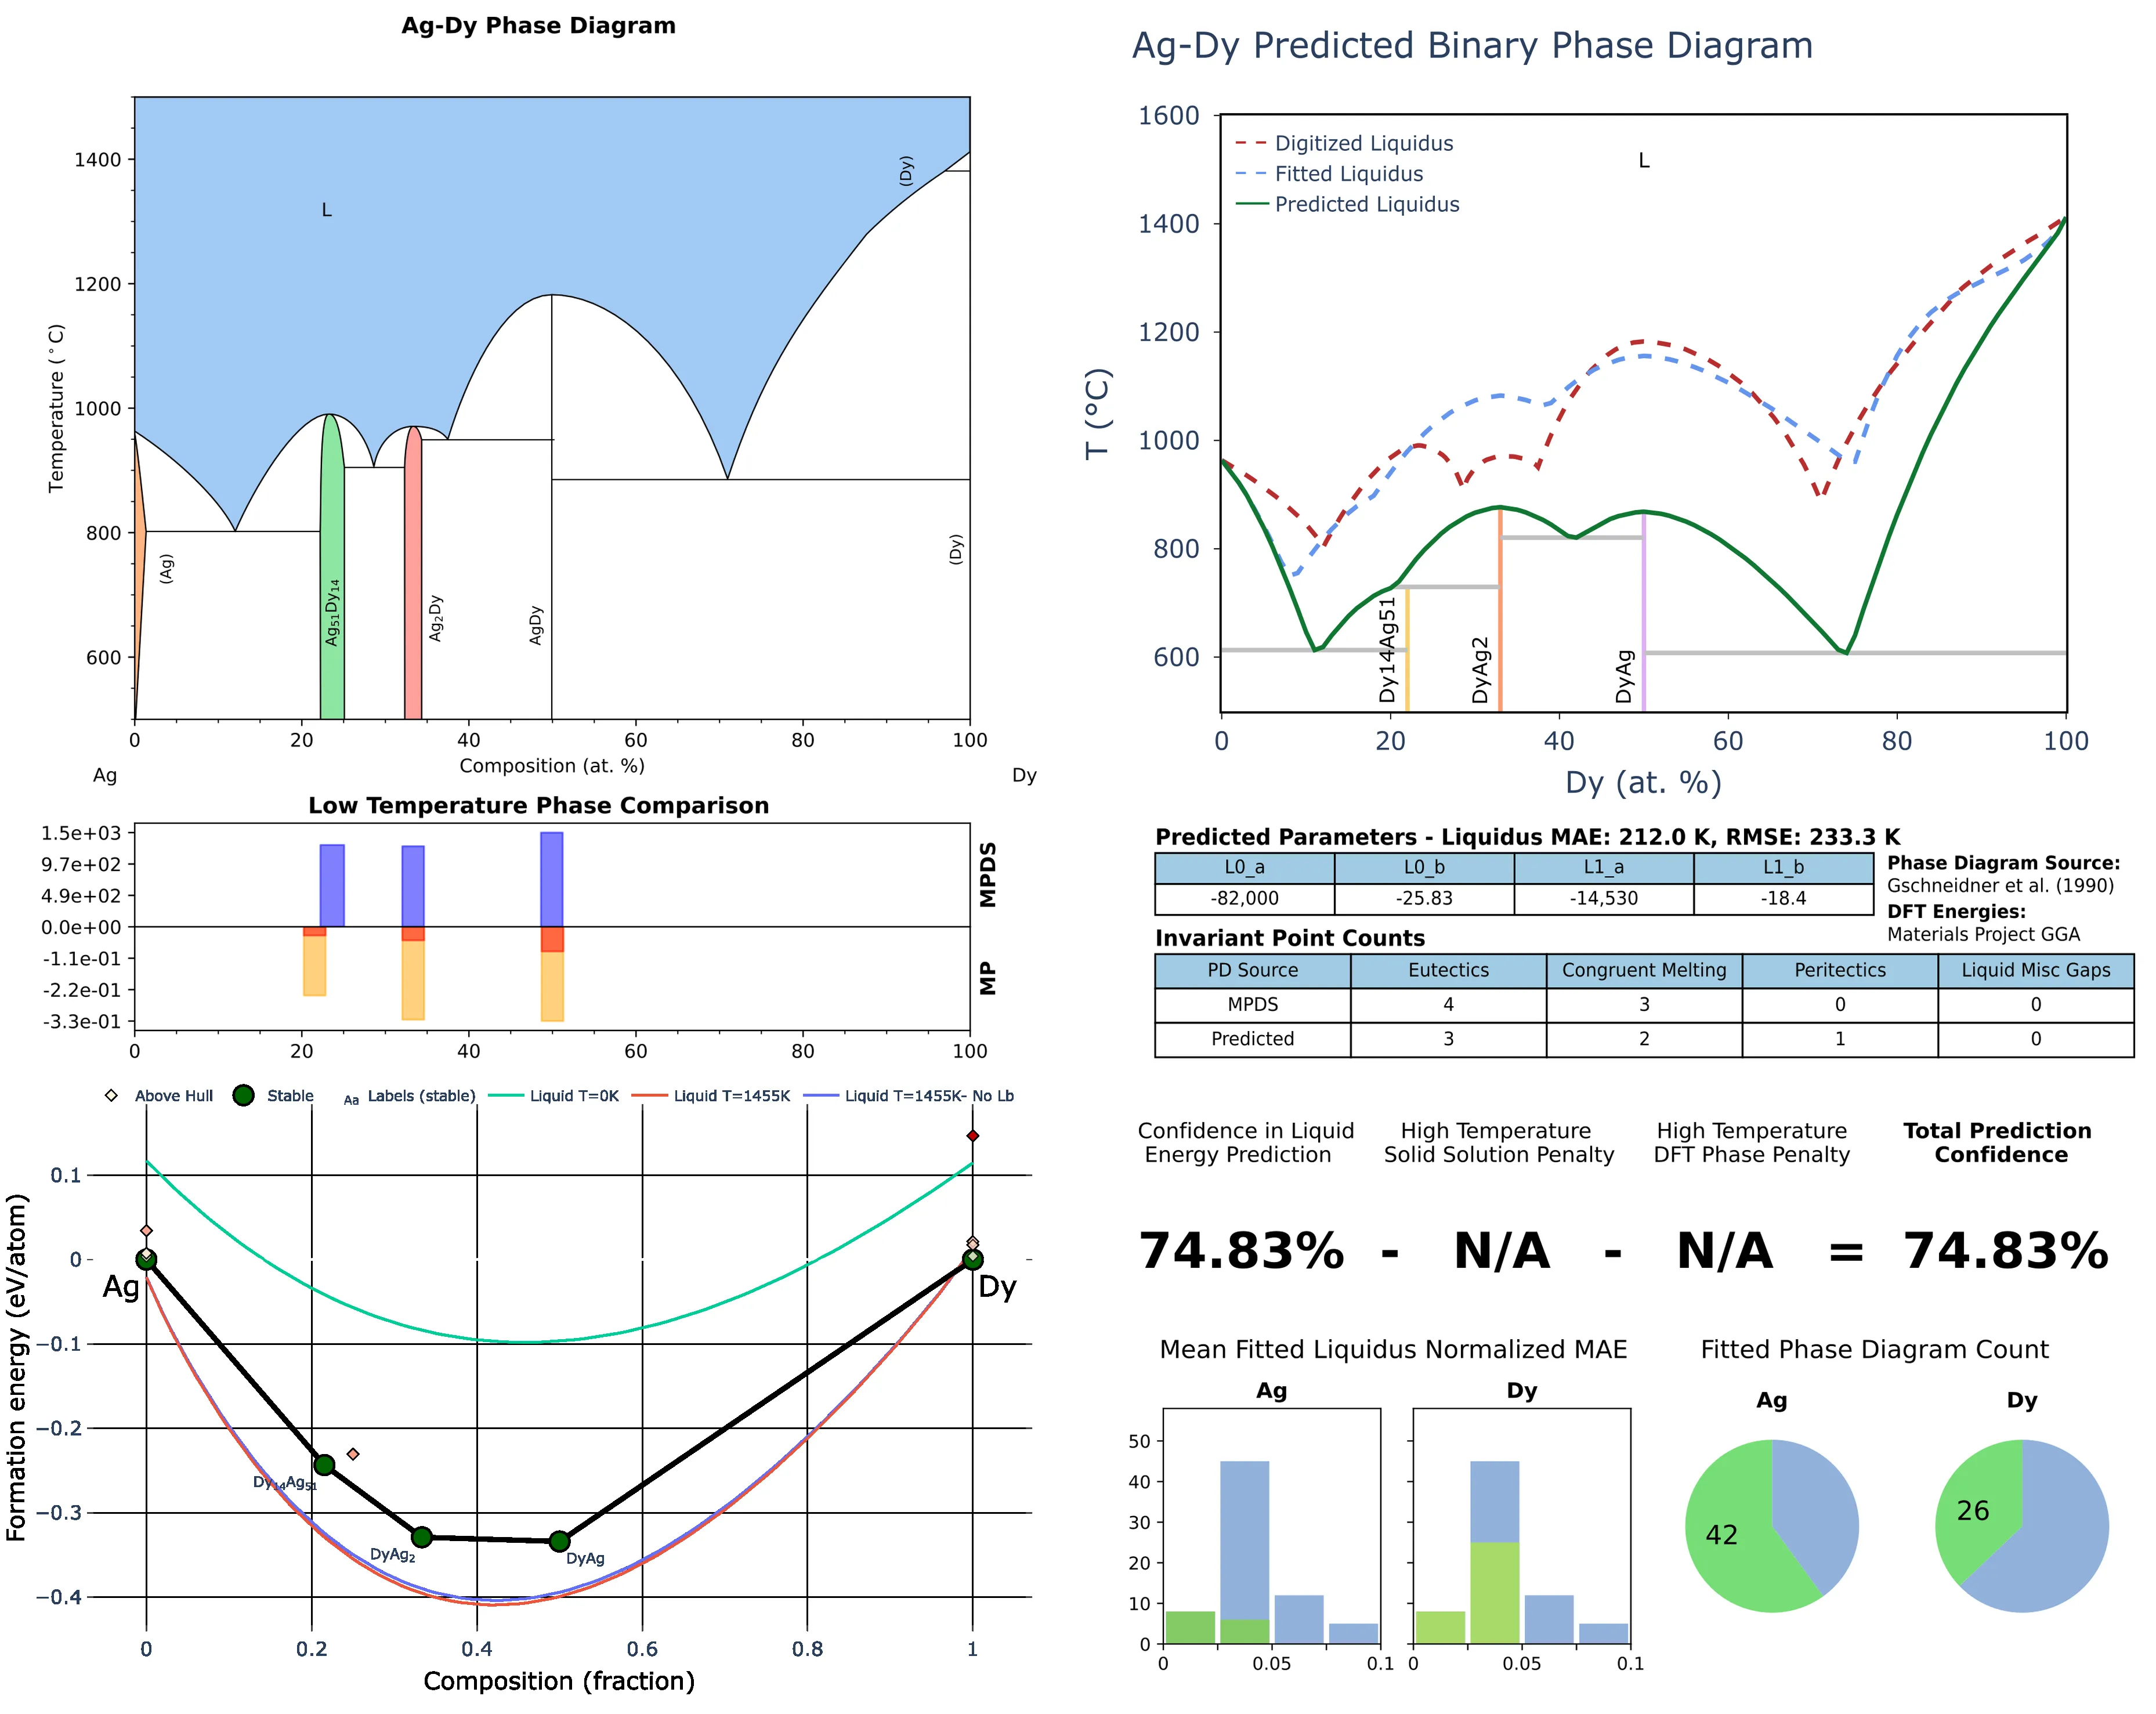 Ag-Dy Phase Diagram
1400
1200
1000
800
600
Temperature (°C)
L
(Dy)
(Ag)
Ag₅₁Dy₁₄
Ag₂Dy
AgDy
(Dy)
0 20 40 60 80 100
Composition (at. %)
Ag Dy
Low Temperature Phase Comparison
1.5e+03
9.7e+02
4.9e+02
0.0e+00
-1.1e-01
-2.2e-01
-3.3e-01
MPDS
MP
0 20 40 60 80 100
Above Hull Stable Aa Labels (stable) Liquid T=0K Liquid T=1455K Liquid T=1455K- No Lb
0.1
0
−0.1
−0.2
−0.3
−0.4
Formation energy (eV/atom)
Ag
Dy
Dy₁₄Ag₅₁
DyAg₂
DyAg
0 0.2 0.4 0.6 0.8 1
Composition (fraction)
Ag-Dy Predicted Binary Phase Diagram
1600
1400
1200
1000
800
600
T (°C)
Digitized Liquidus
Fitted Liquidus
Predicted Liquidus
L
Dy14Ag51
DyAg2
DyAg
0 20 40 60 80 100
Dy (at. %)
Predicted Parameters - Liquidus MAE: 212.0 K, RMSE: 233.3 K
L0_a L0_b L1_a L1_b
-82,000 -25.83 -14,530 -18.4
Phase Diagram Source:
Gschneidner et al. (1990)
DFT Energies:
Materials Project GGA
Invariant Point Counts
PD Source Eutectics Congruent Melting Peritectics Liquid Misc Gaps
MPDS 4 3 0 0
Predicted 3 2 1 0
Confidence in Liquid
Energy Prediction
High Temperature
Solid Solution Penalty
High Temperature
DFT Phase Penalty
Total Prediction
Confidence
74.83% - N/A - N/A = 74.83%
Mean Fitted Liquidus Normalized MAE
Ag Dy
50
40
30
20
10
0
0 0.05 0.1
0 0.05 0.1
Fitted Phase Diagram Count
Ag Dy
42
26